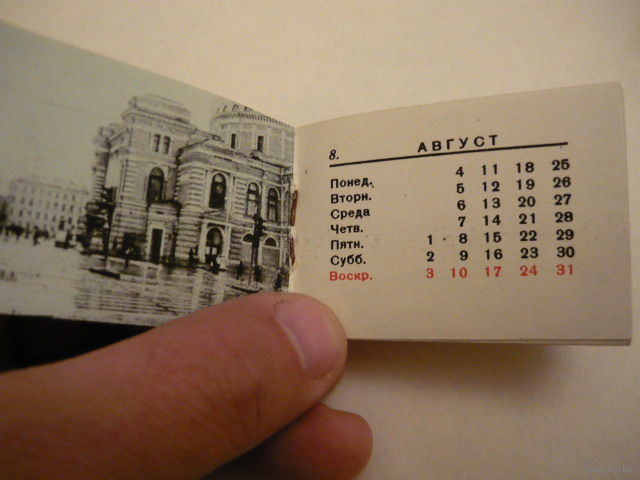 8. АВГУСТ
Понед. 4 11 18 25
Вторн. 5 12 19 26
Среда 6 13 20 27
Четв. 7 14 21 28
Пятн. 1 8 15 22 29
Субб. 2 9 16 23 30
Воскр. 3 10 17 24 31